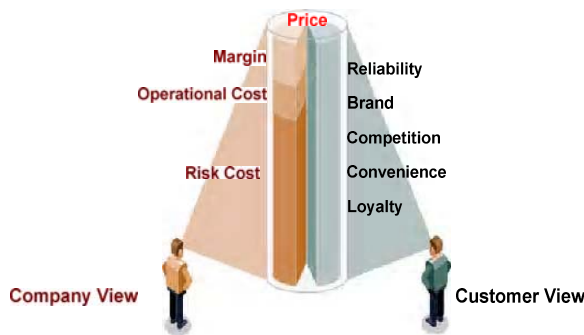 Price
Margin
Operational Cost
Risk Cost
Company View
Reliability
Brand
Competition
Convenience
Loyalty
Customer View